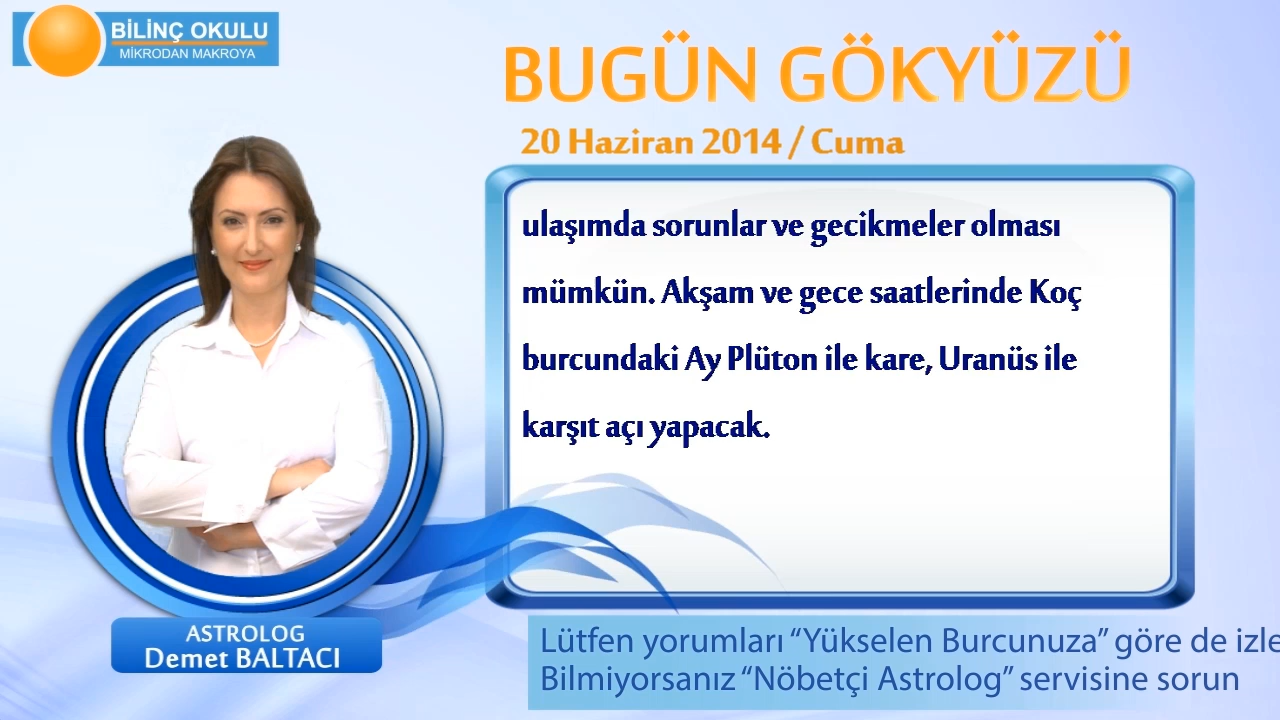 BİLİNÇ OKULU
MİKRODAN MAKROYA
BUGÜN GÖKYÜZÜ
20 Haziran 2014 / Cuma
ulaşımda sorunlar ve gecikmeler olması
mümkün. Akşam ve gece saatlerinde Koç
burcundaki Ay Plüton ile kare, Uranüs ile
karşıt açı yapacak.
ASTROLOG
Demet BALTACI
Lütfen yorumları “Yükselen Burcunuza” göre de izle
Bilmiyorsanız “Nöbetçi Astrolog” servisine sorun